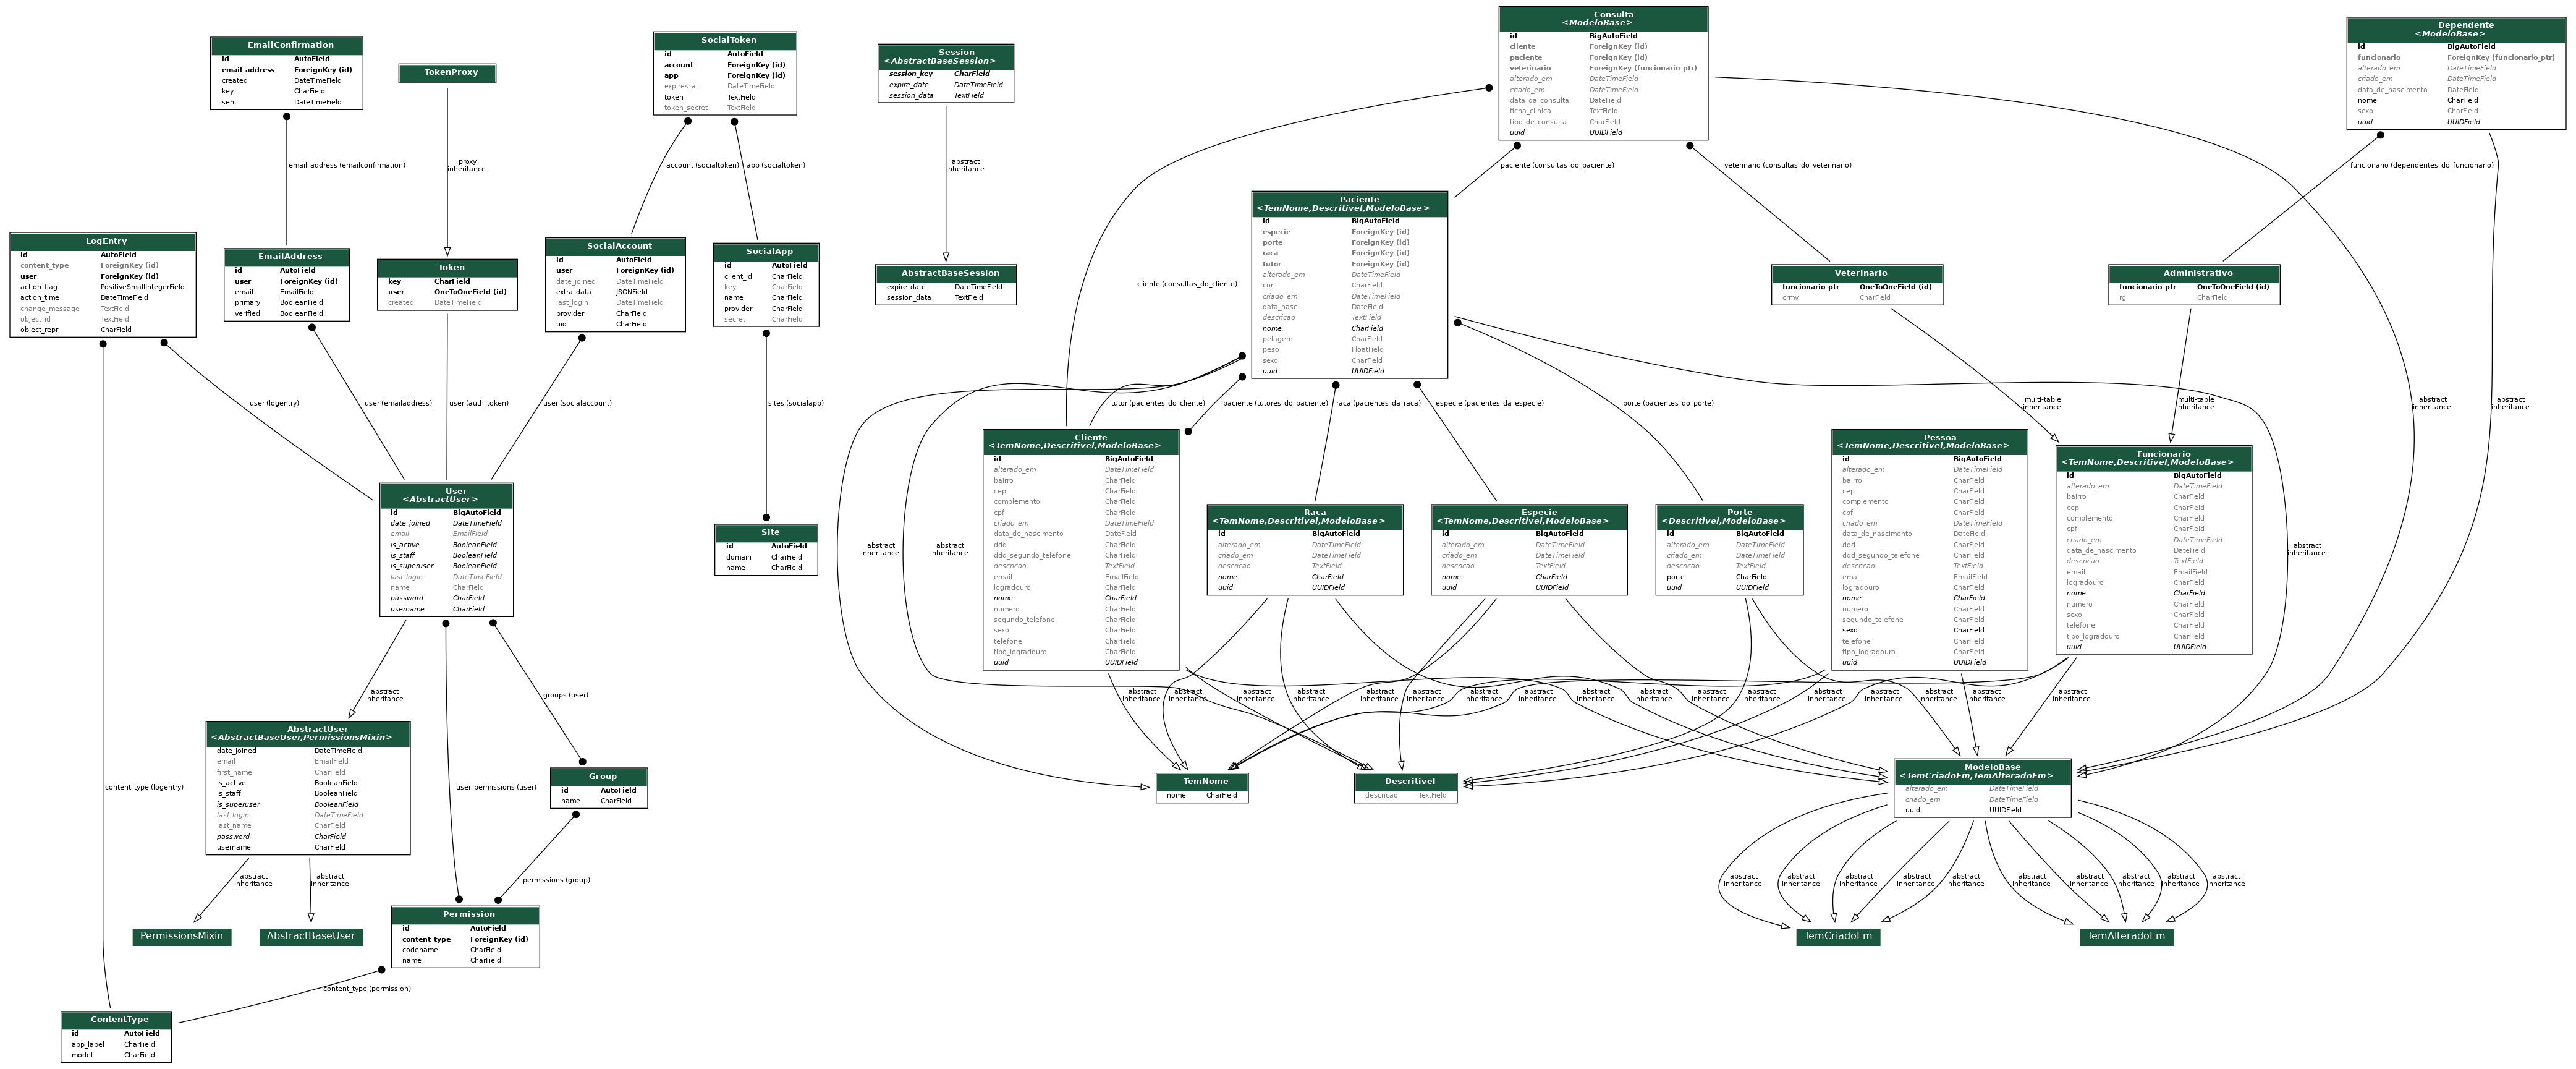 EmailConfirmation
id AutoField
email_address ForeignKey (id)
created DateTimeField
key CharField
sent DateTimeField
TokenProxy
SocialToken
id AutoField
account ForeignKey (id)
app ForeignKey (id)
expires_at DateTimeField
token TextField
token_secret TextField
Session
<AbstractBaseSession>
session_key CharField
expire_date DateTimeField
session_data TextField
Consulta
<ModeloBase>
id BigAutoField
cliente ForeignKey (id)
paciente ForeignKey (id)
veterinario ForeignKey (funcionario_ptr)
alterado_em DateTimeField
criado_em DateTimeField
data_da_consulta DateField
ficha_clinica TextField
tipo_de_consulta CharField
uuid UUIDField
Dependente
<ModeloBase>
id BigAutoField
funcionario ForeignKey (funcionario_ptr)
alterado_em DateTimeField
criado_em DateTimeField
data_de_nascimento DateField
nome CharField
sexo CharField
uuid UUIDField
email_address (emailconfirmation)
proxy
inheritance
account (socialtoken)
app (socialtoken)
abstract
inheritance
paciente (consultas_do_paciente)
veterinario (consultas_do_veterinario)
funcionario (dependentes_do_funcionario)
LogEntry
id AutoField
content_type ForeignKey (id)
user ForeignKey (id)
action_flag PositiveSmallIntegerField
action_time DateTimeField
change_message TextField
object_id TextField
object_repr CharField
EmailAddress
id AutoField
user ForeignKey (id)
email EmailField
primary BooleanField
verified BooleanField
Token
key CharField
user OneToOneField (id)
created DateTimeField
SocialAccount
id AutoField
user ForeignKey (id)
date_joined DateTimeField
extra_data JSONField
last_login DateTimeField
provider CharField
uid CharField
SocialApp
id AutoField
client_id CharField
key CharField
name CharField
provider CharField
secret CharField
AbstractBaseSession
expire_date DateTimeField
session_data TextField
cliente (consultas_do_cliente)
Paciente
<TemNome,Descritivel,ModeloBase>
id BigAutoField
especie ForeignKey (id)
porte ForeignKey (id)
raca ForeignKey (id)
tutor ForeignKey (id)
alterado_em DateTimeField
cor CharField
criado_em DateTimeField
data_nasc DateField
descricao TextField
nome CharField
pelagem CharField
peso FloatField
sexo CharField
uuid UUIDField
Veterinario
funcionario_ptr OneToOneField (id)
crmv CharField
Administrativo
funcionario_ptr OneToOneField (id)
rg CharField
user (logentry)
user (emailaddress)
user (auth_token)
user (socialaccount)
sites (socialapp)
tutor (pacientes_do_cliente)
paciente (tutores_do_paciente)
raca (pacientes_da_raca)
especie (pacientes_da_especie)
porte (pacientes_do_porte)
multi-table
inheritance
multi-table
inheritance
abstract
inheritance
abstract
inheritance
User
<AbstractUser>
id BigAutoField
date_joined DateTimeField
email EmailField
is_active BooleanField
is_staff BooleanField
is_superuser BooleanField
last_login DateTimeField
name CharField
password CharField
username CharField
Site
id AutoField
domain CharField
name CharField
abstract
inheritance
abstract
inheritance
Cliente
<TemNome,Descritivel,ModeloBase>
id BigAutoField
alterado_em DateTimeField
bairro CharField
cep CharField
complemento CharField
cpf CharField
criado_em DateTimeField
data_de_nascimento DateField
ddd CharField
ddd_segundo_telefone CharField
descricao TextField
email EmailField
logradouro CharField
nome CharField
numero CharField
segundo_telefone CharField
sexo CharField
telefone CharField
tipo_logradouro CharField
uuid UUIDField
Raca
<TemNome,Descritivel,ModeloBase>
id BigAutoField
alterado_em DateTimeField
criado_em DateTimeField
descricao TextField
nome CharField
uuid UUIDField
Especie
<TemNome,Descritivel,ModeloBase>
id BigAutoField
alterado_em DateTimeField
criado_em DateTimeField
descricao TextField
nome CharField
uuid UUIDField
Porte
<Descritivel,ModeloBase>
id BigAutoField
alterado_em DateTimeField
criado_em DateTimeField
descricao TextField
porte CharField
uuid UUIDField
Pessoa
<TemNome,Descritivel,ModeloBase>
id BigAutoField
alterado_em DateTimeField
bairro CharField
cep CharField
complemento CharField
cpf CharField
criado_em DateTimeField
data_de_nascimento DateField
ddd CharField
ddd_segundo_telefone CharField
descricao TextField
email EmailField
logradouro CharField
nome CharField
numero CharField
segundo_telefone CharField
sexo CharField
telefone CharField
tipo_logradouro CharField
uuid UUIDField
Funcionario
<TemNome,Descritivel,ModeloBase>
id BigAutoField
alterado_em DateTimeField
bairro CharField
cep CharField
complemento CharField
cpf CharField
criado_em DateTimeField
data_de_nascimento DateField
descricao TextField
email EmailField
logradouro CharField
nome CharField
numero CharField
sexo CharField
telefone CharField
tipo_logradouro CharField
uuid UUIDField
abstract
inheritance
abstract
inheritance
groups (user)
abstract
inheritance
abstract
inheritance
abstract
inheritance
abstract
inheritance
abstract
inheritance
abstract
inheritance
abstract
inheritance
abstract
inheritance
abstract
inheritance
abstract
inheritance
abstract
inheritance
abstract
inheritance
abstract
inheritance
abstract
inheritance
abstract
inheritance
abstract
inheritance
AbstractUser
<AbstractBaseUser,PermissionsMixin>
date_joined DateTimeField
email EmailField
first_name CharField
is_active BooleanField
is_staff BooleanField
is_superuser BooleanField
last_login DateTimeField
last_name CharField
password CharField
username CharField
content_type (logentry)
user_permissions (user)
Group
id AutoField
name CharField
TemNome
nome CharField
Descritivel
descricao TextField
ModeloBase
<TemCriadoEm,TemAlteradoEm>
alterado_em DateTimeField
criado_em DateTimeField
uuid UUIDField
abstract
inheritance
abstract
inheritance
permissions (group)
abstract
inheritance
abstract
inheritance
abstract
inheritance
abstract
inheritance
abstract
inheritance
abstract
inheritance
abstract
inheritance
abstract
inheritance
abstract
inheritance
abstract
inheritance
PermissionsMixin
AbstractBaseUser
Permission
id AutoField
content_type ForeignKey (id)
codename CharField
name CharField
TemCriadoEm
TemAlteradoEm
content_type (permission)
ContentType
id AutoField
app_label CharField
model CharField